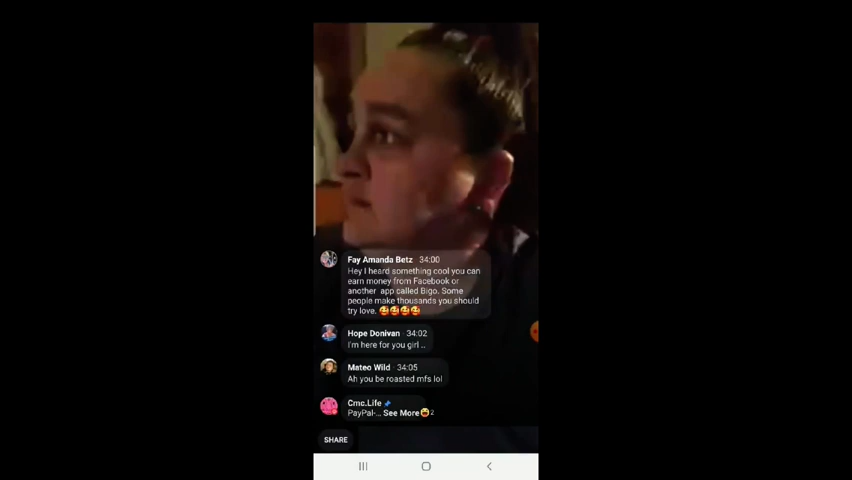 Fay Amanda Betz 34:00
Hey I heard something cool you can
earn money from Facebook or
another app called Bigo. Some
people make thousands you should
try love. 🥰🥰🥰🥰
Hope Donivan · 34:02
I'm here for you girl ..
Mateo Wild · 34:05
Ah you be roasted mfs lol
Cmc.Life
PayPal-... See More 2
SHARE